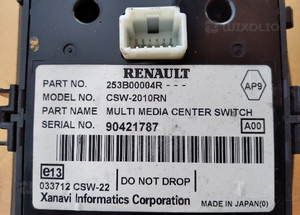 WIXOLIO
RENAULT
PART NO. 253B00004R - - -
AP9
MODEL NO. CSW-2010RN
PART NAME MULTI MEDIA CENTER SWITCH
SERIAL NO. 90421787 A00
e13
033712 CSW-22 DO NOT DROP
Xanavi Informatics Corporation MADE IN JAPAN(0)